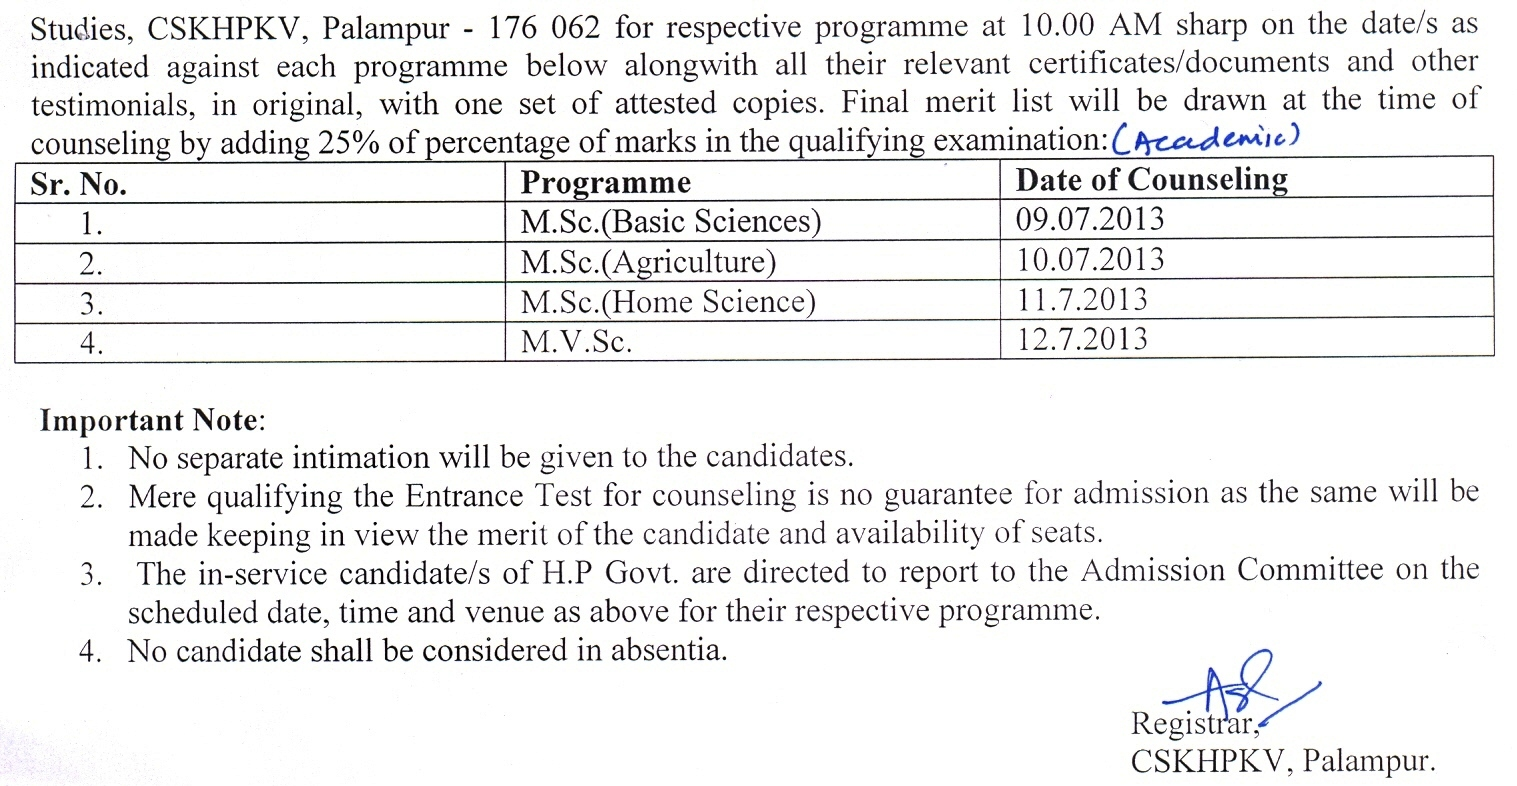 Studies, CSKHPKV, Palampur - 176 062 for respective programme at 10.00 AM sharp on the date/s as
indicated against each programme below alongwith all their relevant certificates/documents and other
testimonials, in original, with one set of attested copies. Final merit list will be drawn at the time of
counseling by adding 25% of percentage of marks in the qualifying examination: (Academic)
Sr. No. Programme Date of Counseling
1. M.Sc.(Basic Sciences) 09.07.2013
2. M.Sc.(Agriculture) 10.07.2013
3. M.Sc.(Home Science) 11.7.2013
4. M.V.Sc. 12.7.2013
Important Note:
1. No separate intimation will be given to the candidates.
2. Mere qualifying the Entrance Test for counseling is no guarantee for admission as the same will be
made keeping in view the merit of the candidate and availability of seats.
3. The in-service candidate/s of H.P Govt. are directed to report to the Admission Committee on the
scheduled date, time and venue as above for their respective programme.
4. No candidate shall be considered in absentia.
Registrar,
CSKHPKV, Palampur.